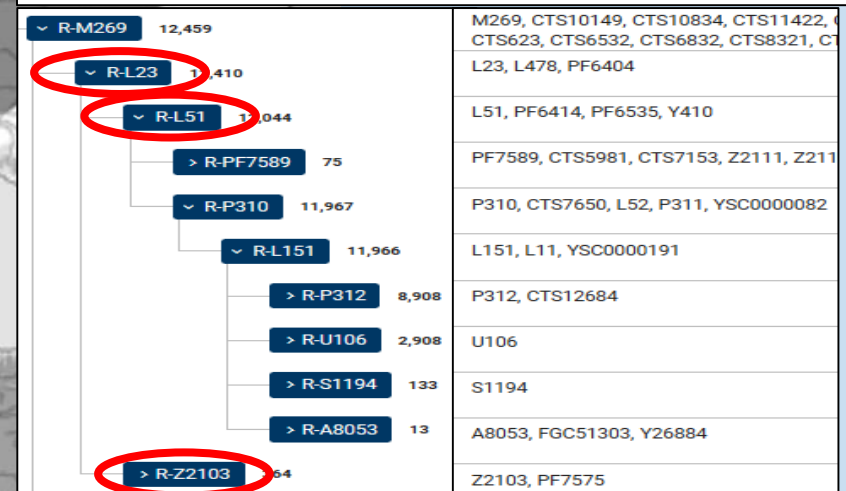 R-M269 12,459 M269, CTS10149, CTS10834, CTS11422,
CTS623, CTS6532, CTS6832, CTS8321,
R-L23 ,410 L23, L478, PF6404
R-L51 ,044 L51, PF6414, PF6535, Y410
R-PF7589 75 PF7589, CTS5981, CTS7153, Z2111,
R-P310 11,967 P310, CTS7650, L52, P311, YSC0000082
R-L151 11,966 L151, L11, YSC0000191
R-P312 8,908 P312, CTS12684
R-U106 2,908 U106
R-S1194 133 S1194
R-A8053 13 A8053, FGC51303, Y26884
R-Z2103 64 Z2103, PF7575